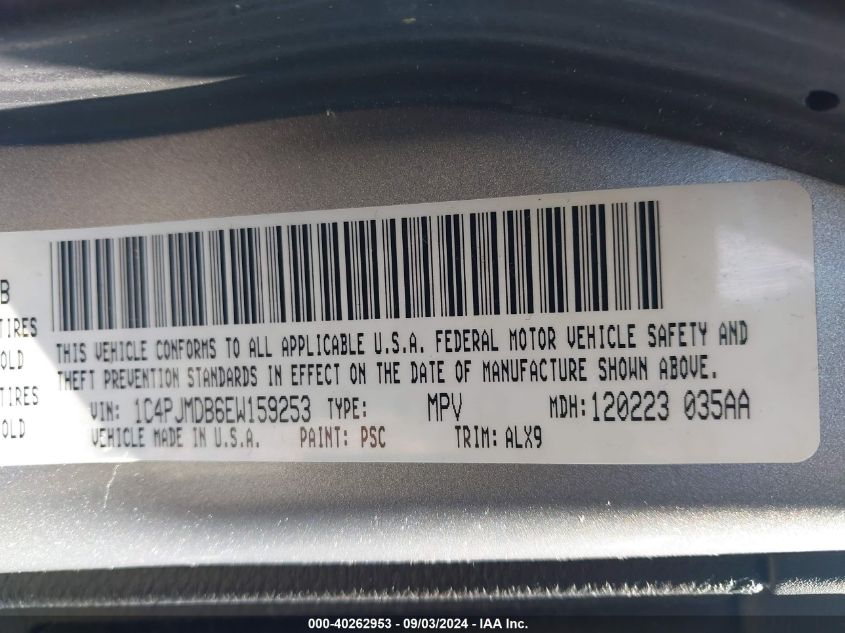 B
TIRES
OLD
TIRES
OLD
THIS VEHICLE CONFORMS TO ALL APPLICABLE U.S.A. FEDERAL MOTOR VEHICLE SAFETY AND
THEFT PREVENTION STANDARDS IN EFFECT ON THE DATE OF MANUFACTURE SHOWN ABOVE.
VIN: 1C4PJMDB6EW159253 TYPE: MPV MDH: 120223 035AA
VEHICLE MADE IN U.S.A. PAINT: PSC TRIM: ALX9
000-40262953 - 09/03/2024 - IAA Inc.